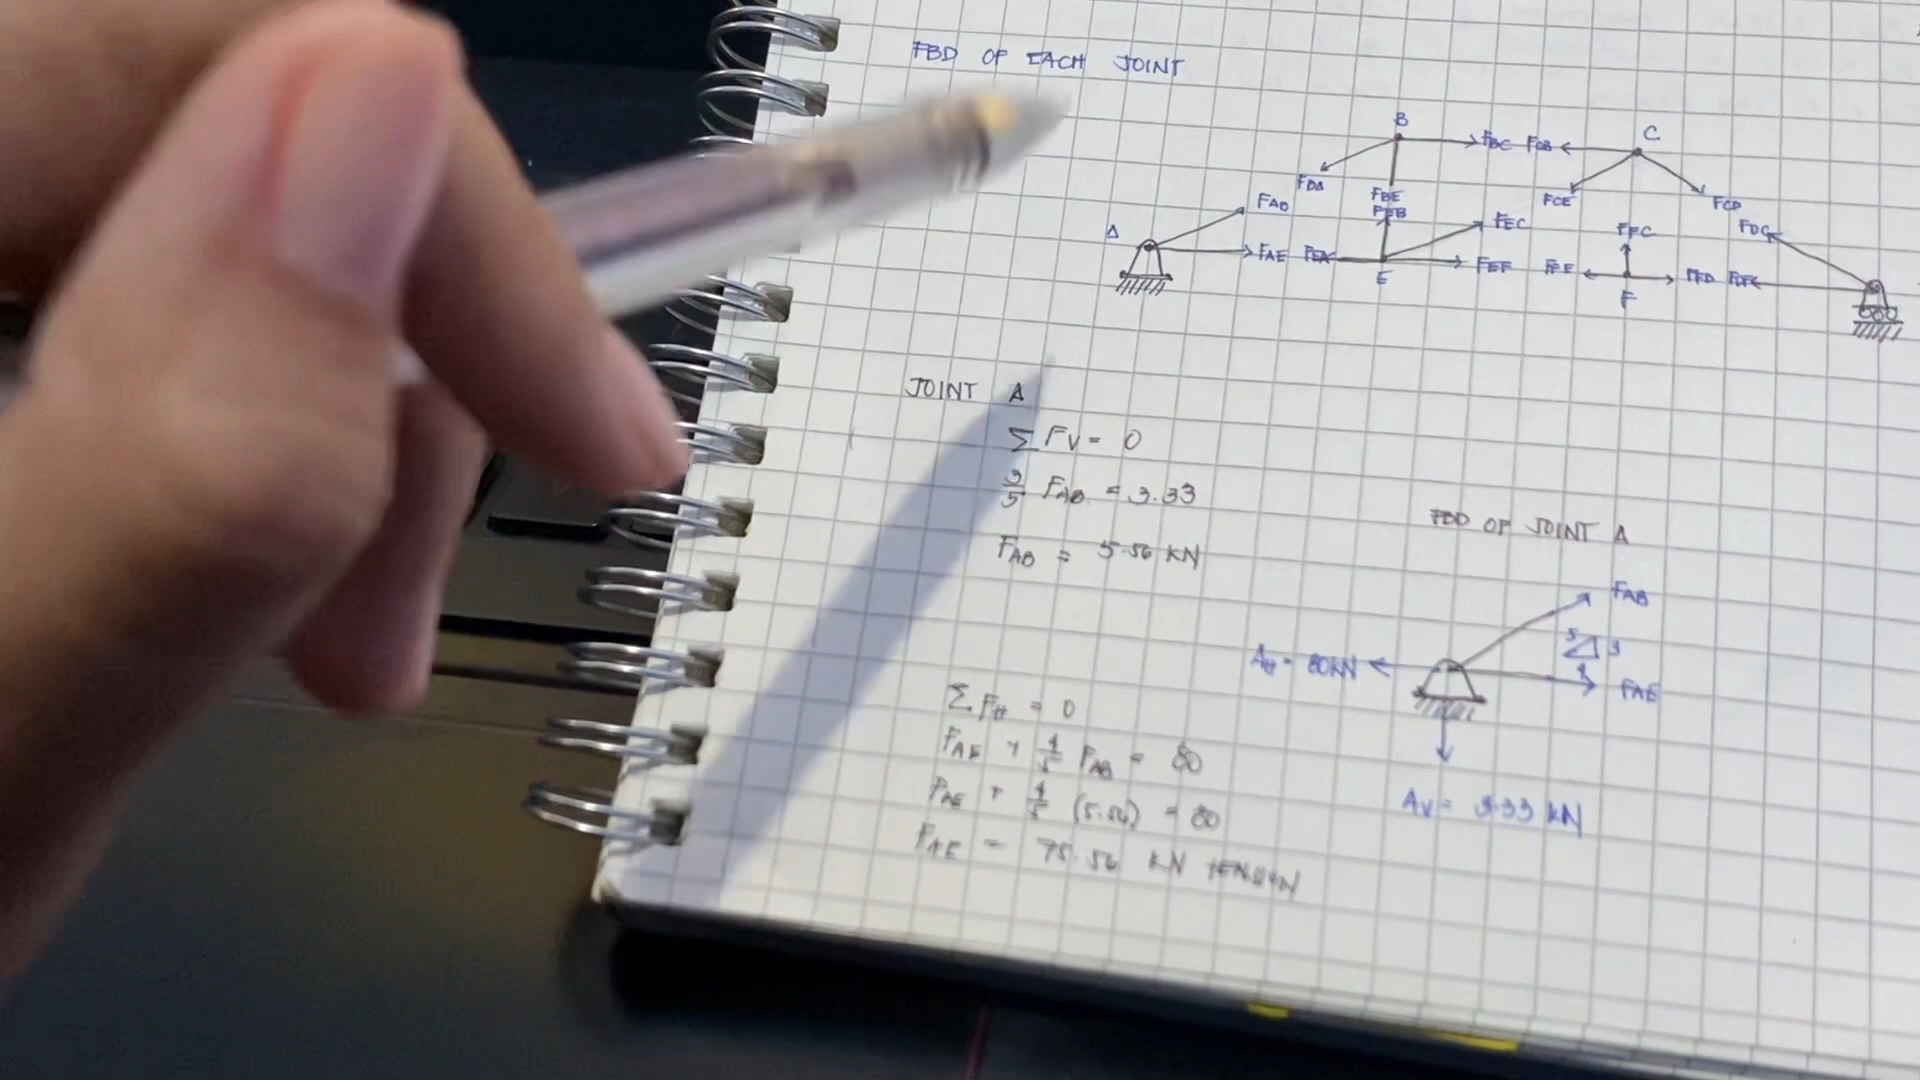 FBD OF EACH JOINT
B
C
FBC FCB
FBA
FBE
FCE
FCD
FAB
FEB
FEC
FFC
FDC
A
FAE FEA
FEF
FFE
FFD FDF
E
F
JOINT A
Σ FV = 0
3/5 FAB = 3.33
FAB = 5.56 KN
FBD OF JOINT A
FAB
5 3
4
AH = 80KN
FAE
AV = 3.33 KN
Σ FH = 0
FAE + 4/5 FAB = 80
FAE + 4/5 (5.56) = 80
FAE = 75.56 KN TENSION